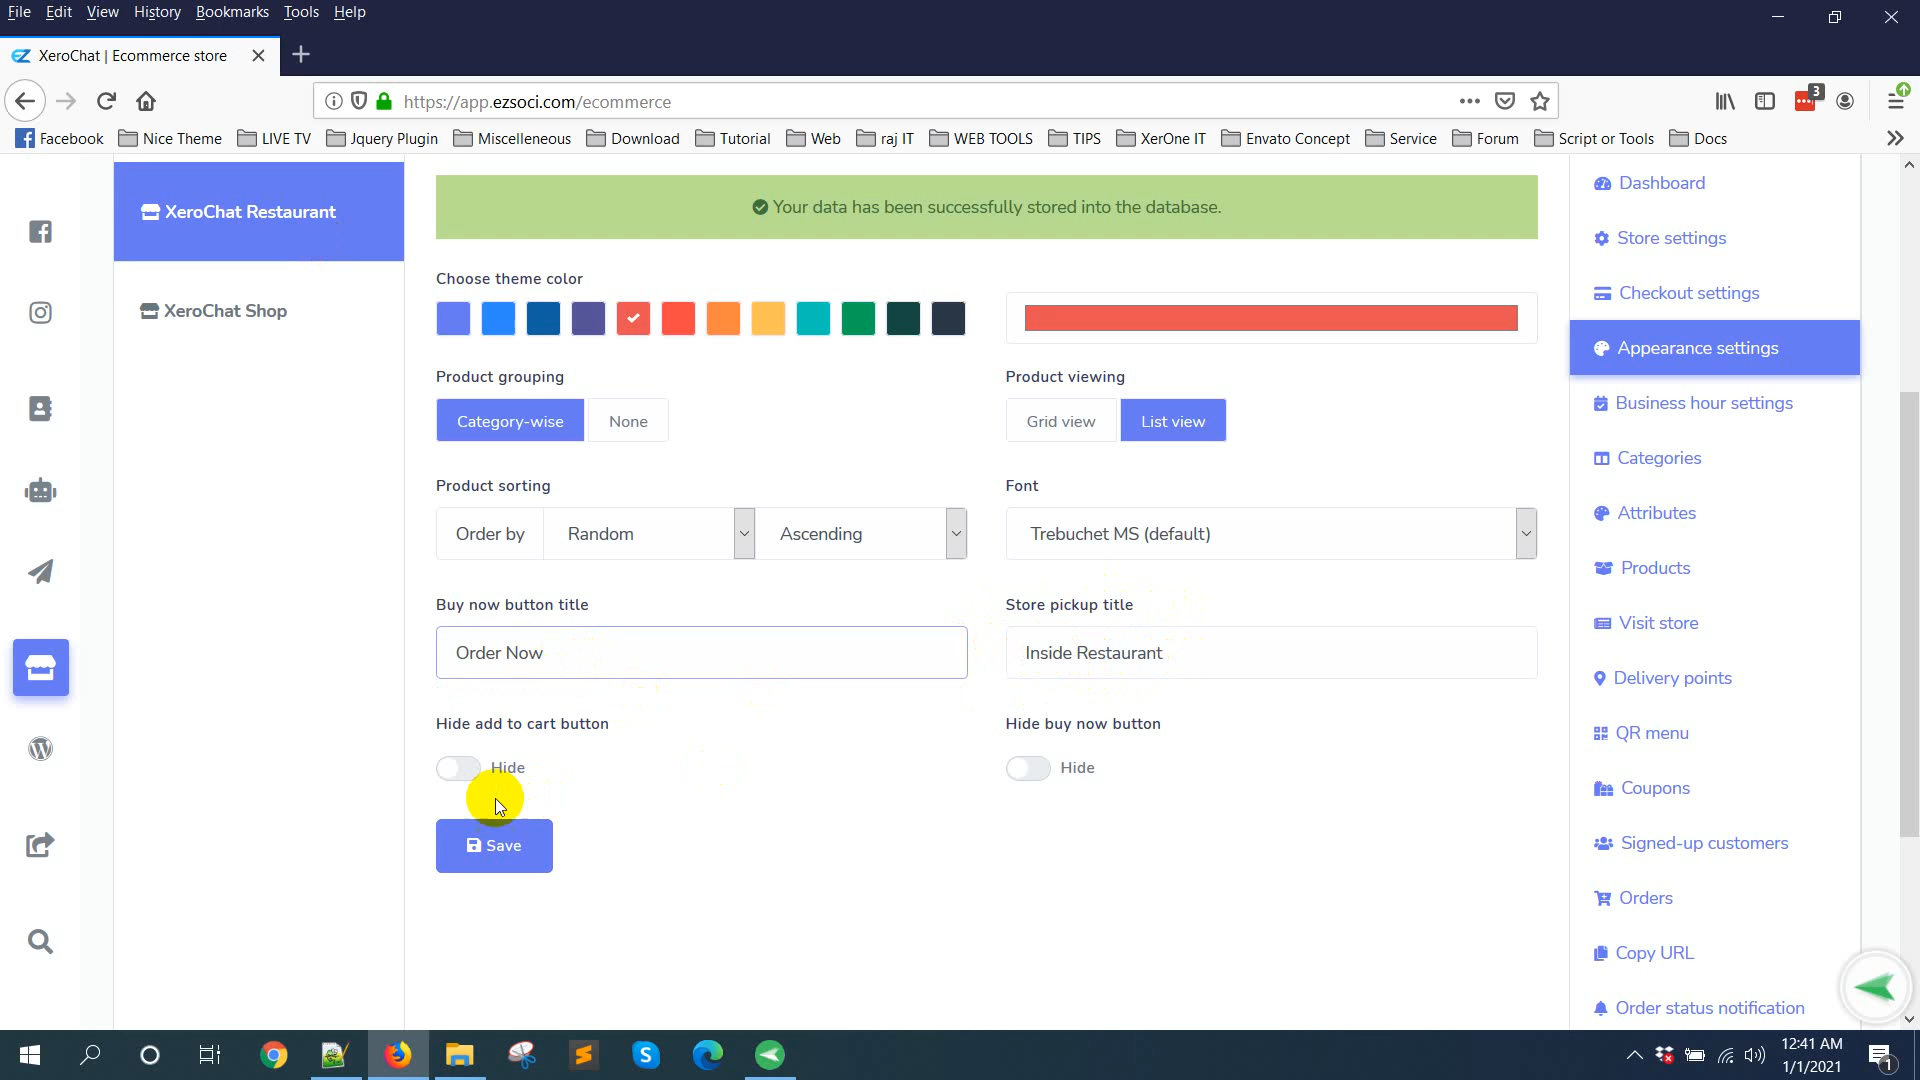 File Edit View History Bookmarks Tools Help
XeroChat | Ecommerce store
https://app.ezsoci.com/ecommerce
3
Facebook Nice Theme LIVE TV Jquery Plugin Miscelleneous Download Tutorial Web raj IT WEB TOOLS TIPS XerOne IT Envato Concept Service Forum Script or Tools Docs
XeroChat Restaurant
XeroChat Shop
Your data has been successfully stored into the database.
Choose theme color
Product grouping
Category-wise None
Product viewing
Grid view List view
Product sorting
Order by Random Ascending
Font
Trebuchet MS (default)
Buy now button title
Order Now
Store pickup title
Inside Restaurant
Hide add to cart button
Hide
Hide buy now button
Hide
Save
Dashboard
Store settings
Checkout settings
Appearance settings
Business hour settings
Categories
Attributes
Products
Visit store
Delivery points
QR menu
Coupons
Signed-up customers
Orders
Copy URL
Order status notification
12:41 AM
1/1/2021
1